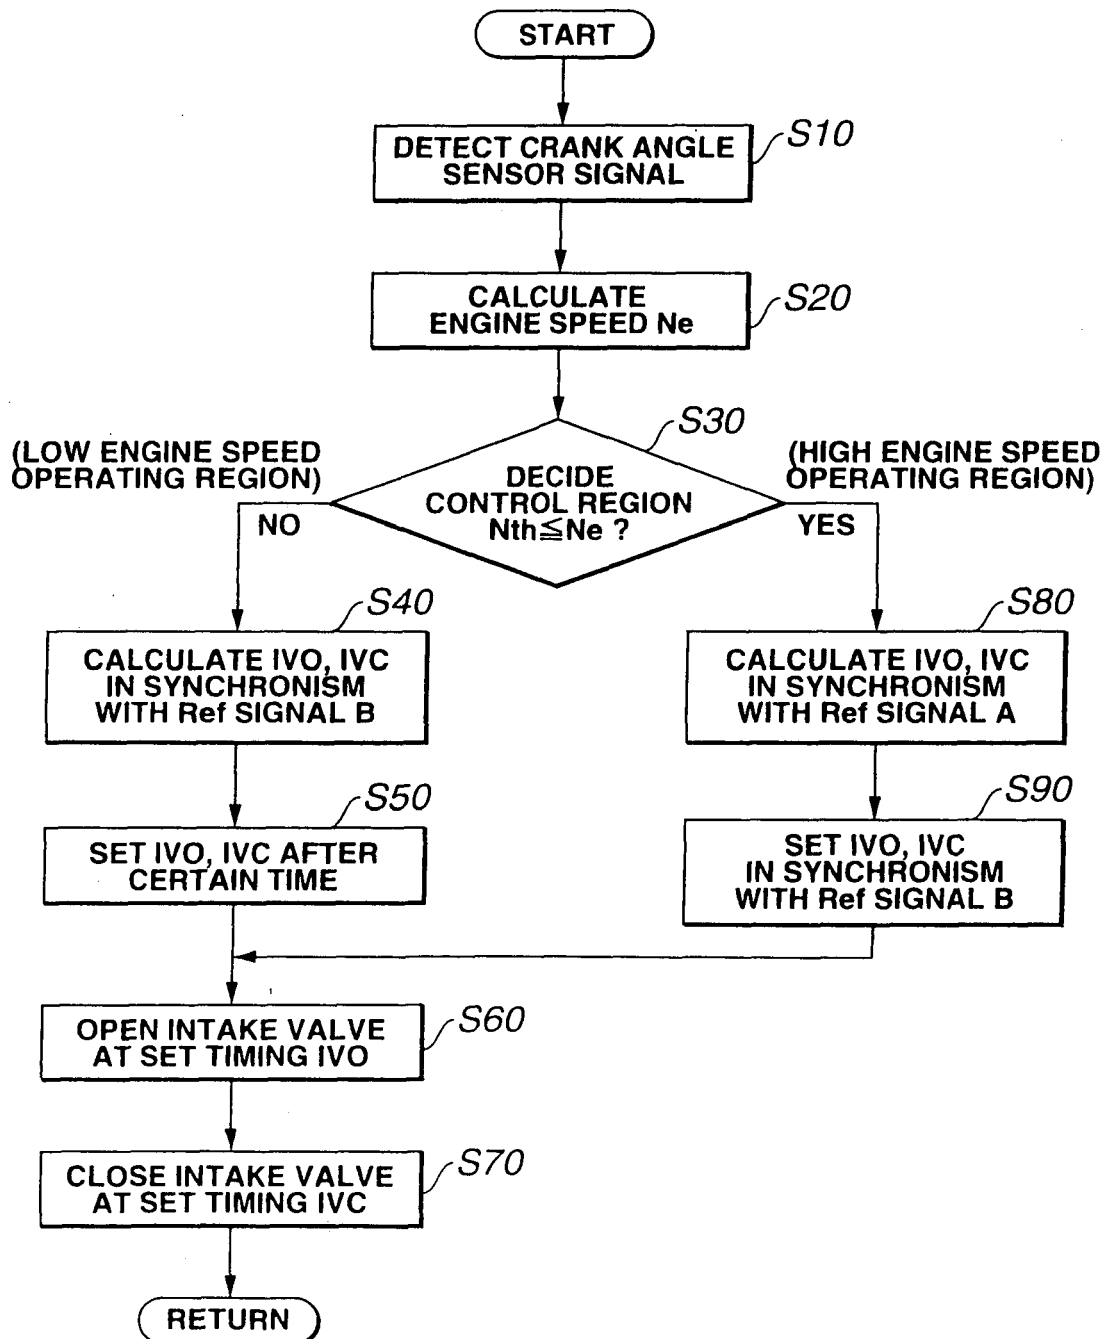 START
DETECT CRANK ANGLE
SENSOR SIGNAL
S10
CALCULATE
ENGINE SPEED Ne
S20
S30
(LOW ENGINE SPEED
OPERATING REGION)
(HIGH ENGINE SPEED
OPERATING REGION)
DECIDE
CONTROL REGION
Nth≦Ne ?
NO
YES
S40
CALCULATE IVO, IVC
IN SYNCHRONISM
WITH Ref SIGNAL B
S80
CALCULATE IVO, IVC
IN SYNCHRONISM
WITH Ref SIGNAL A
S50
SET IVO, IVC AFTER
CERTAIN TIME
S90
SET IVO, IVC
IN SYNCHRONISM
WITH Ref SIGNAL B
OPEN INTAKE VALVE
AT SET TIMING IVO
S60
CLOSE INTAKE VALVE
AT SET TIMING IVC
S70
RETURN